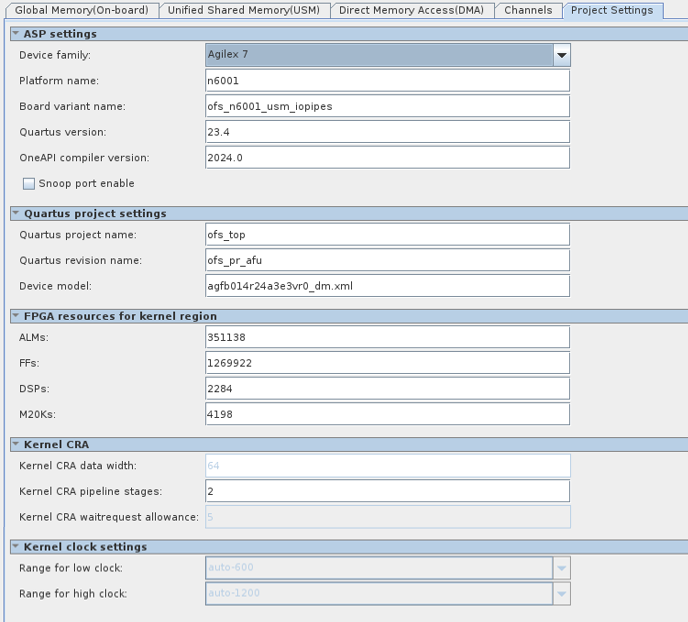 Global Memory(On-board) Unified Shared Memory(USM) Direct Memory Access(DMA) Channels Project Settings
ASP settings
Device family: Agilex 7
Platform name: n6001
Board variant name: ofs_n6001_usm_iopipes
Quartus version: 23.4
OneAPI compiler version: 2024.0
Snoop port enable
Quartus project settings
Quartus project name: ofs_top
Quartus revision name: ofs_pr_afu
Device model: agfb014r24a3e3vr0_dm.xml
FPGA resources for kernel region
ALMs: 351138
FFs: 1269922
DSPs: 2284
M20Ks: 4198
Kernel CRA
Kernel CRA data width: 64
Kernel CRA pipeline stages: 2
Kernel CRA waitrequest allowance: 5
Kernel clock settings
Range for low clock: auto-600
Range for high clock: auto-1200